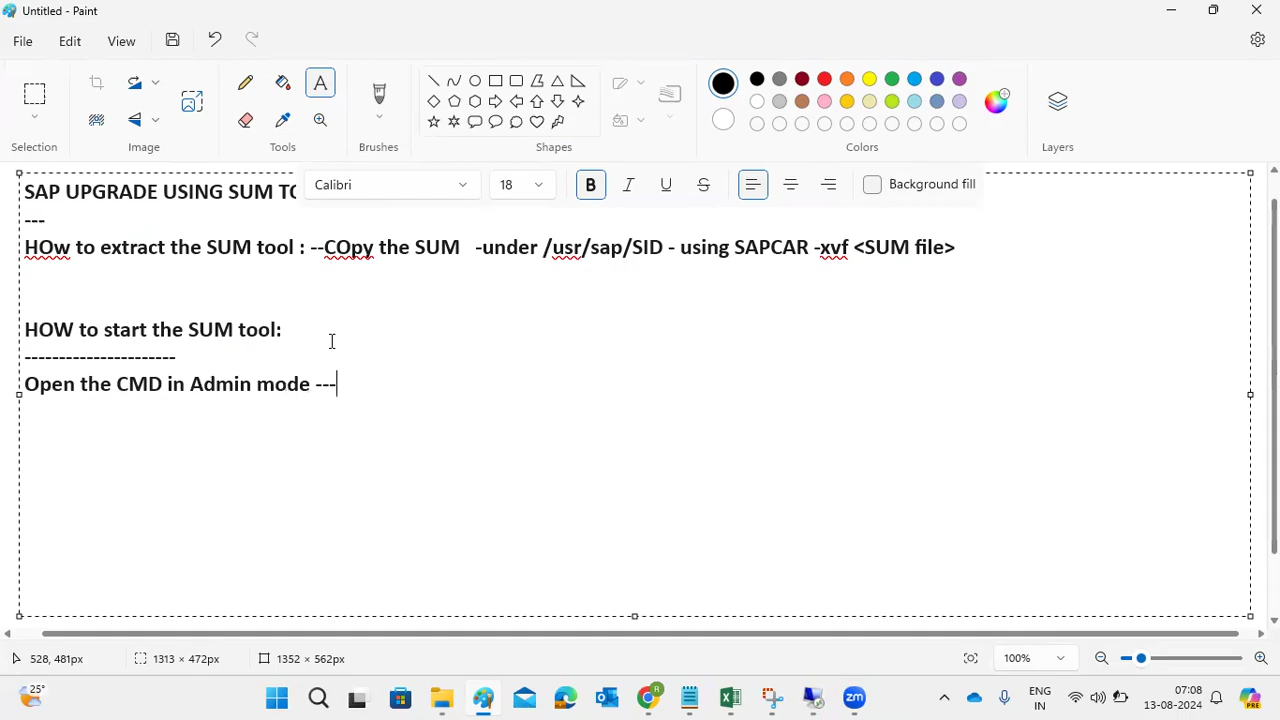 Untitled - Paint
File Edit View
Selection Image Tools Brushes Shapes Colors Layers
Calibri 18 B I U S Background fill
SAP UPGRADE USING SUM
---
HOw to extract the SUM tool : --COpy the SUM -under /usr/sap/SID - using SAPCAR -xvf <SUM file>
HOW to start the SUM tool:
----------------------
Open the CMD in Admin mode ---
528, 481px 1313 × 472px 1352 × 562px 100%
25° ENG 07:08
IN 13-08-2024